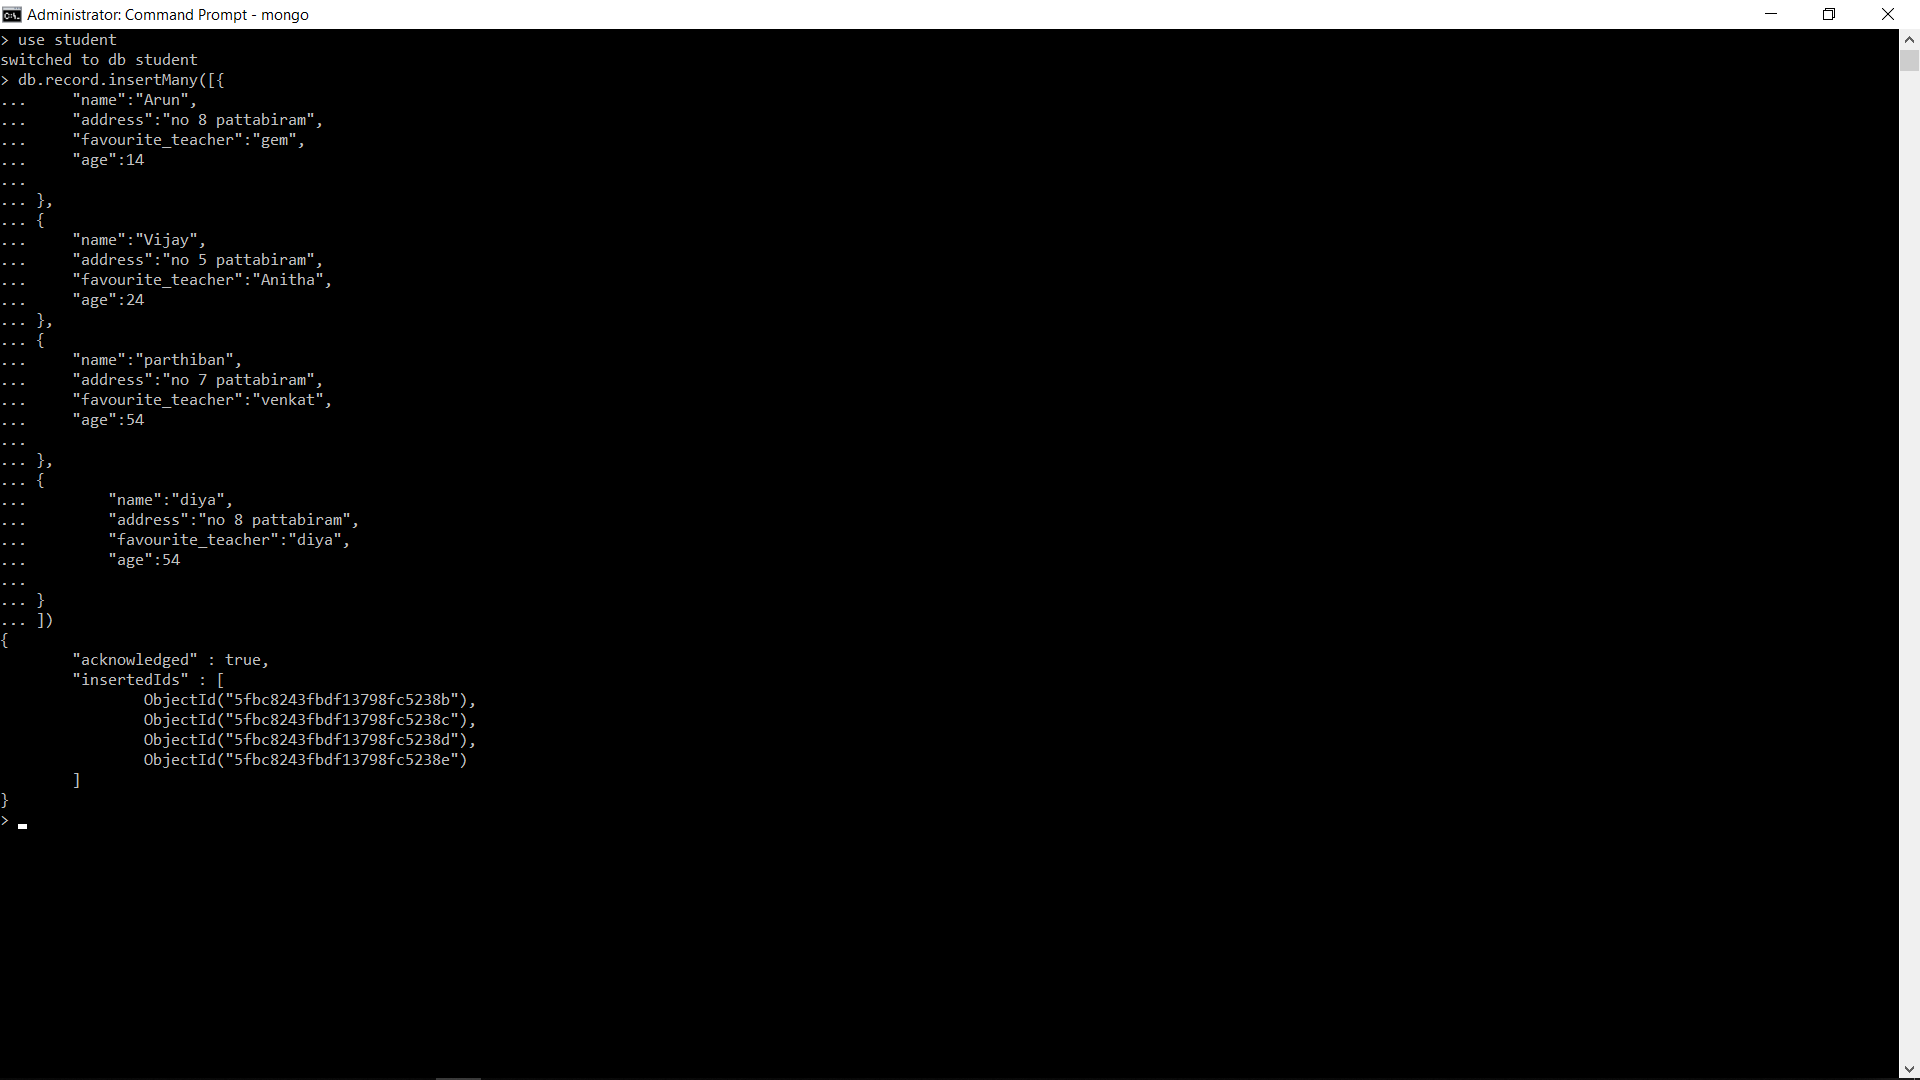 Administrator: Command Prompt - mongo
> use student
switched to db student
> db.record.insertMany([{
...     "name":"Arun",
...     "address":"no 8 pattabiram",
...     "favourite_teacher":"gem",
...     "age":14
...
... },
... {
...     "name":"Vijay",
...     "address":"no 5 pattabiram",
...     "favourite_teacher":"Anitha",
...     "age":24
... },
... {
...     "name":"parthiban",
...     "address":"no 7 pattabiram",
...     "favourite_teacher":"venkat",
...     "age":54
...
... },
... {
...         "name":"diya",
...         "address":"no 8 pattabiram",
...         "favourite_teacher":"diya",
...         "age":54
...
... }
... ])
{
        "acknowledged" : true,
        "insertedIds" : [
                ObjectId("5fbc8243fbdf13798fc5238b"),
                ObjectId("5fbc8243fbdf13798fc5238c"),
                ObjectId("5fbc8243fbdf13798fc5238d"),
                ObjectId("5fbc8243fbdf13798fc5238e")
        ]
}
>